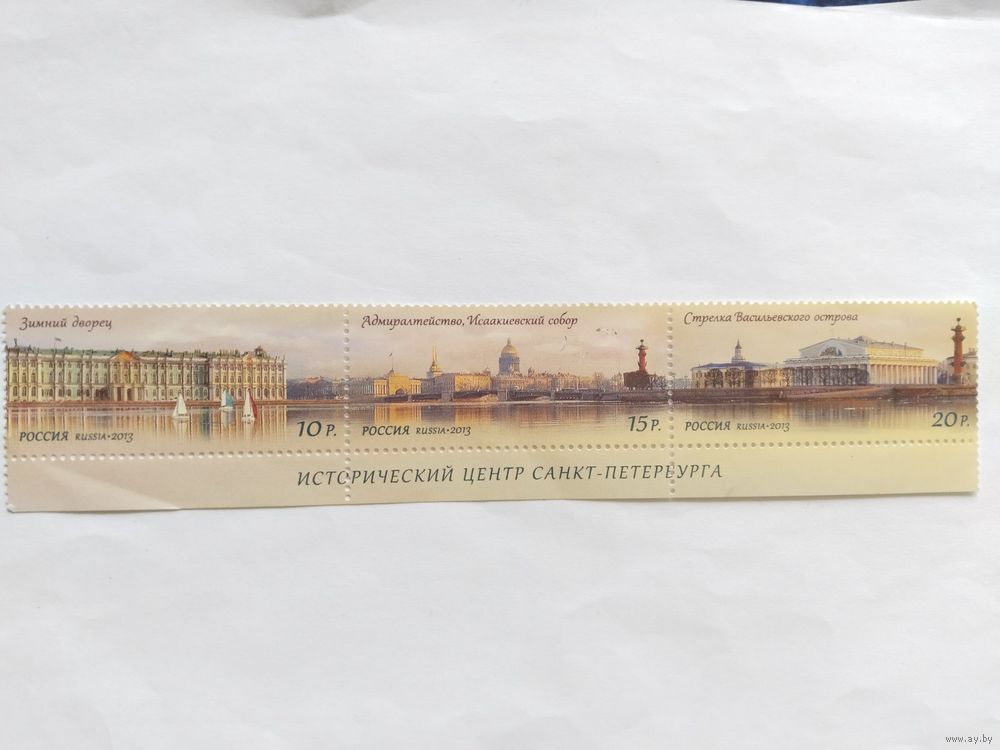 Зимний дворец
РОССИЯ RUSSIA•2013
10 Р.
Адмиралтейство, Исаакиевский собор
РОССИЯ RUSSIA•2013
15 Р.
Стрелка Васильевского острова
РОССИЯ RUSSIA•2013
20 Р.
ИСТОРИЧЕСКИЙ ЦЕНТР САНКТ-ПЕТЕРБУРГА
www.ay.by